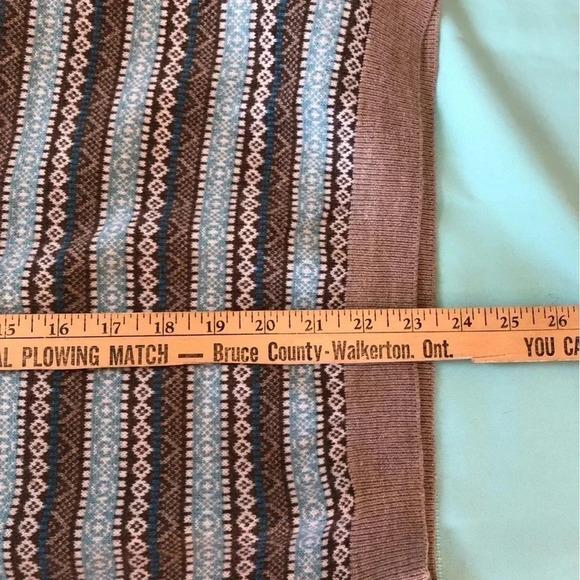 15 16 17 18 19 20 21 22 23 24 25 26
AL PLOWING MATCH — Bruce County-Walkerton. Ont. YOU CA